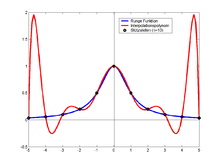 Runge Funktion
Interpolationspolynom
Stützstellen (n=10)
2
1.5
1
0.5
0
-0.5
-5 -4 -3 -2 -1 0 1 2 3 4 5